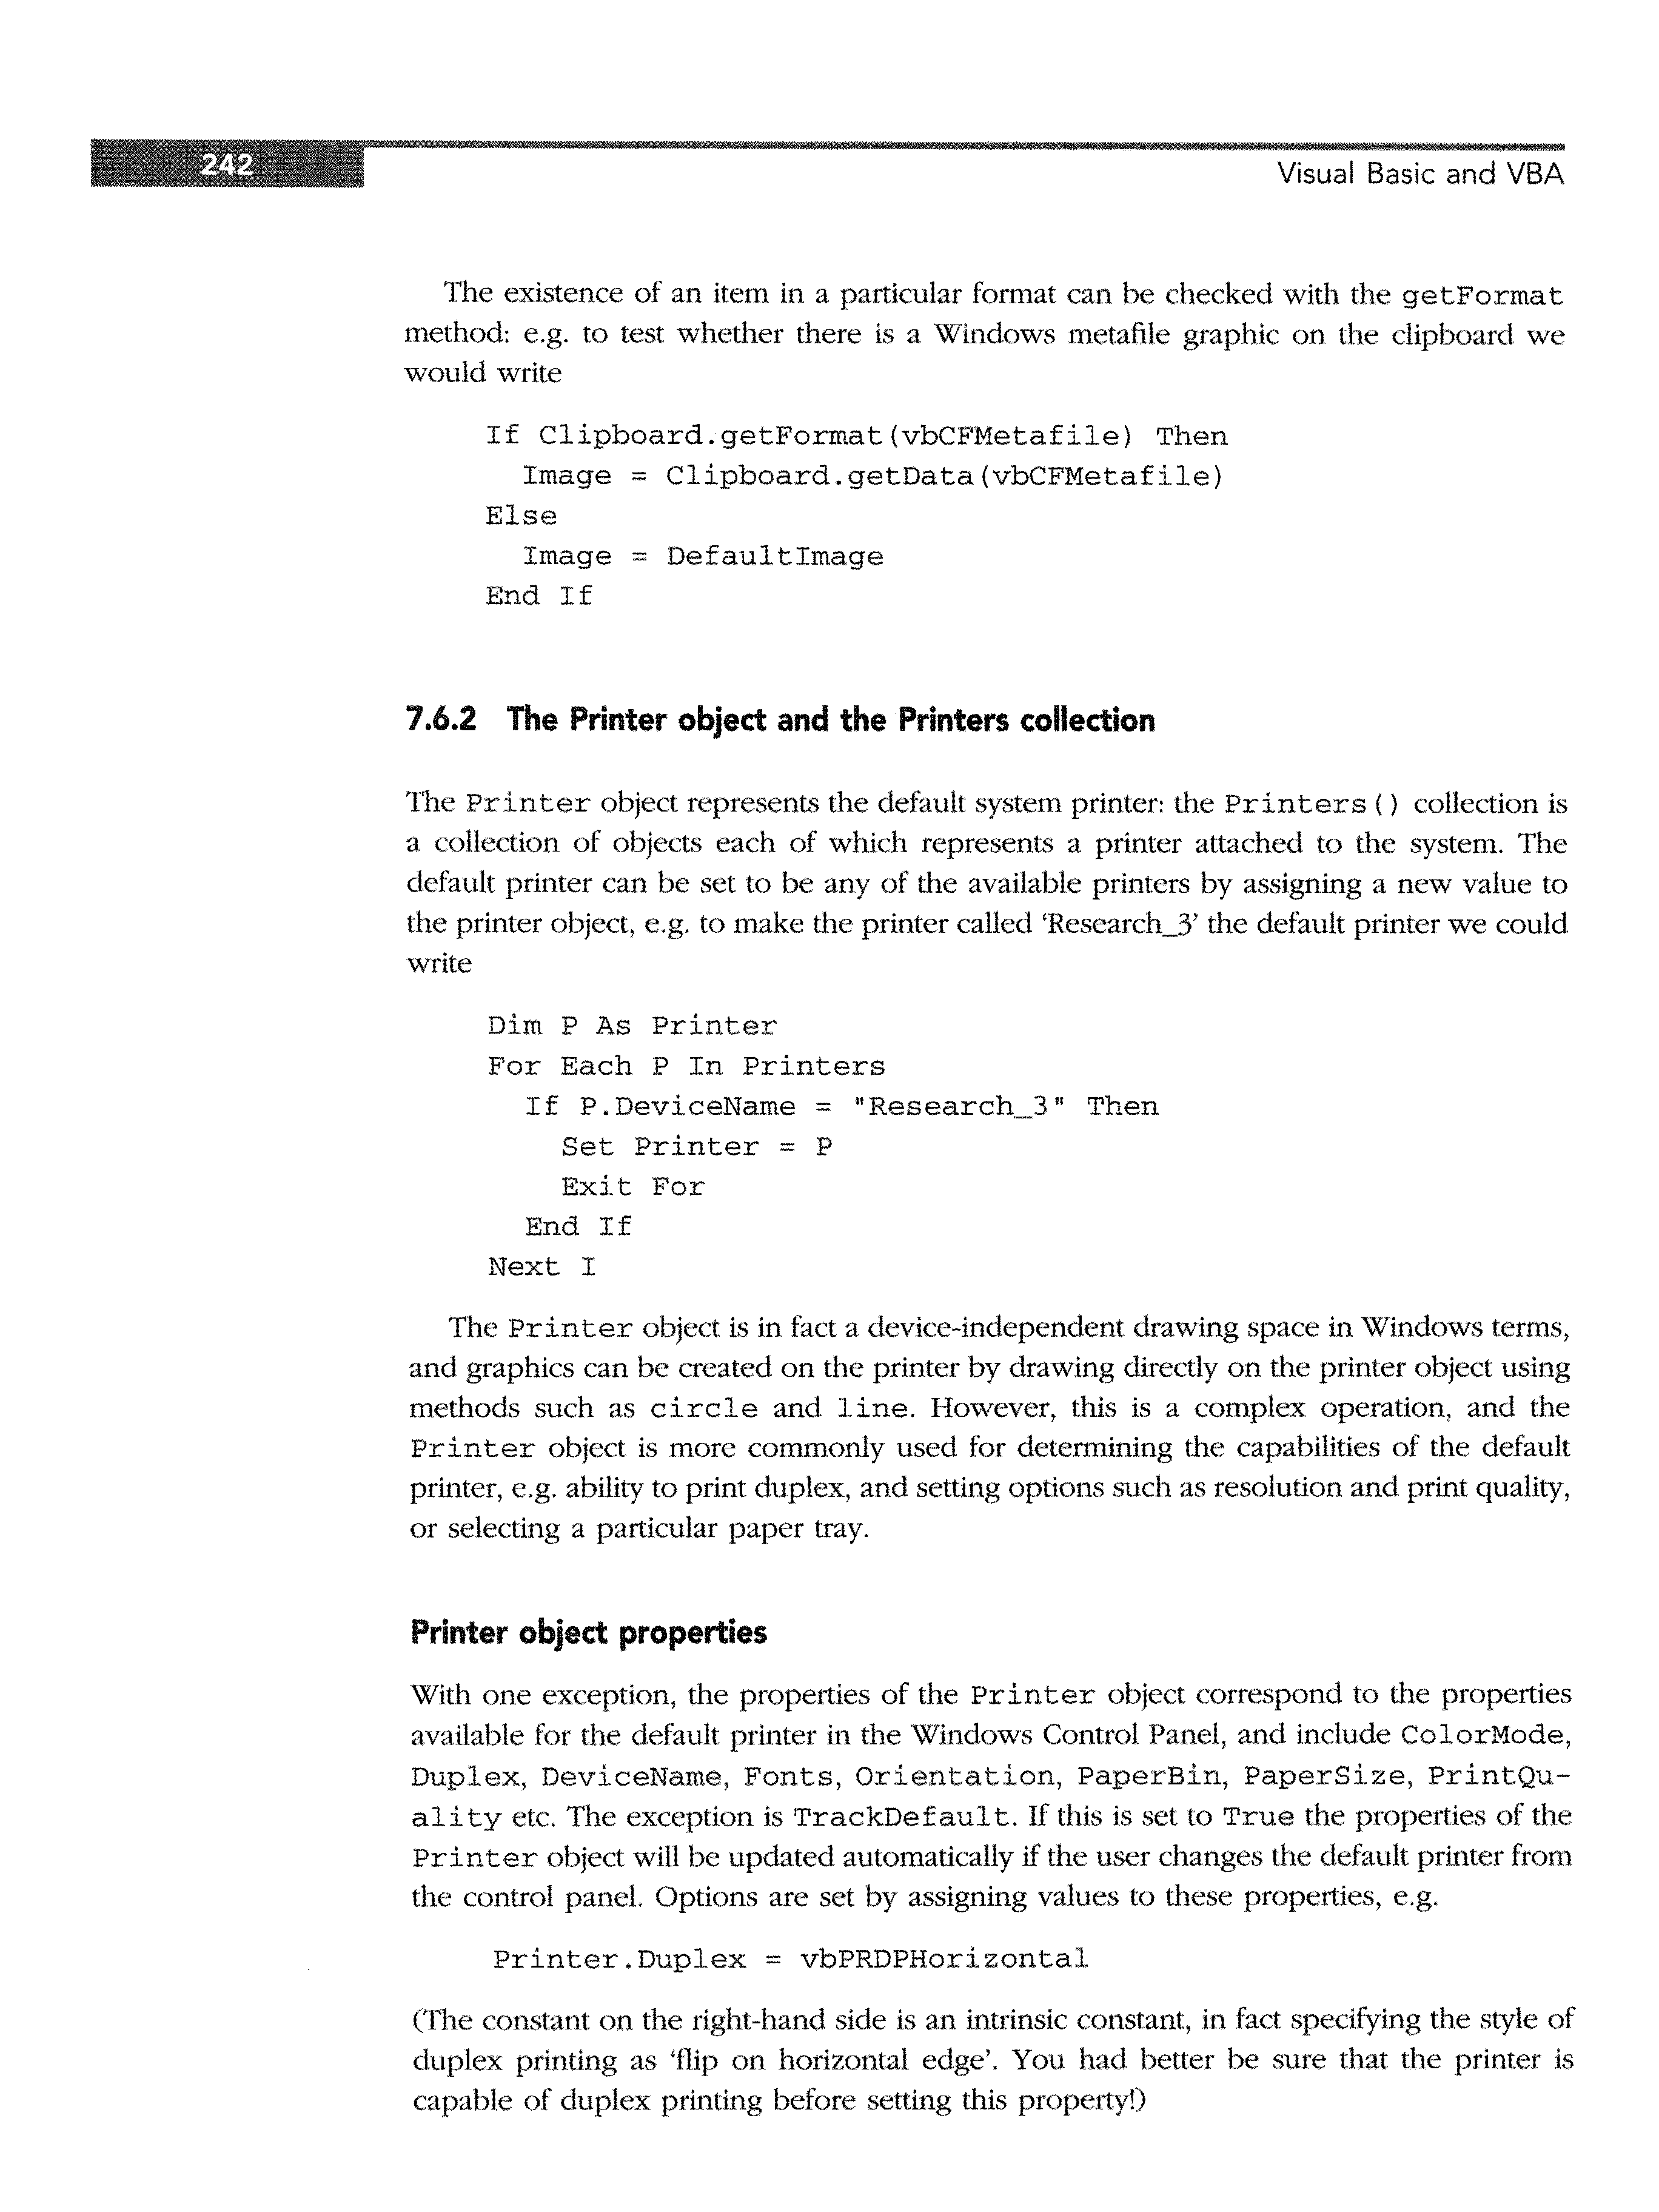 242
Visual Basic and VBA
The existence of an item in a particular format can be checked with the getFormat
method: e.g. to test whether there is a Windows metafile graphic on the clipboard we
would write
If Clipboard.getFormat(vbCFMetafile) Then
Image = Clipboard.getData(vbCFMetafile)
Else
Image = DefaultImage
End If
7.6.2 The Printer object and the Printers collection
The Printer object represents the default system printer: the Printers() collection is
a collection of objects each of which represents a printer attached to the system. The
default printer can be set to be any of the available printers by assigning a new value to
the printer object, e.g. to make the printer called ‘Research_3’ the default printer we could
write
Dim P As Printer
For Each P In Printers
If P.DeviceName = "Research_3" Then
Set Printer = P
Exit For
End If
Next I
The Printer object is in fact a device-independent drawing space in Windows terms,
and graphics can be created on the printer by drawing directly on the printer object using
methods such as circle and line. However, this is a complex operation, and the
Printer object is more commonly used for determining the capabilities of the default
printer, e.g. ability to print duplex, and setting options such as resolution and print quality,
or selecting a particular paper tray.
Printer object properties
With one exception, the properties of the Printer object correspond to the properties
available for the default printer in the Windows Control Panel, and include ColorMode,
Duplex, DeviceName, Fonts, Orientation, PaperBin, PaperSize, PrintQu-
ality etc. The exception is TrackDefault. If this is set to True the properties of the
Printer object will be updated automatically if the user changes the default printer from
the control panel. Options are set by assigning values to these properties, e.g.
Printer.Duplex = vbPRDPHorizontal
(The constant on the right-hand side is an intrinsic constant, in fact specifying the style of
duplex printing as ‘flip on horizontal edge’. You had better be sure that the printer is
capable of duplex printing before setting this property!)